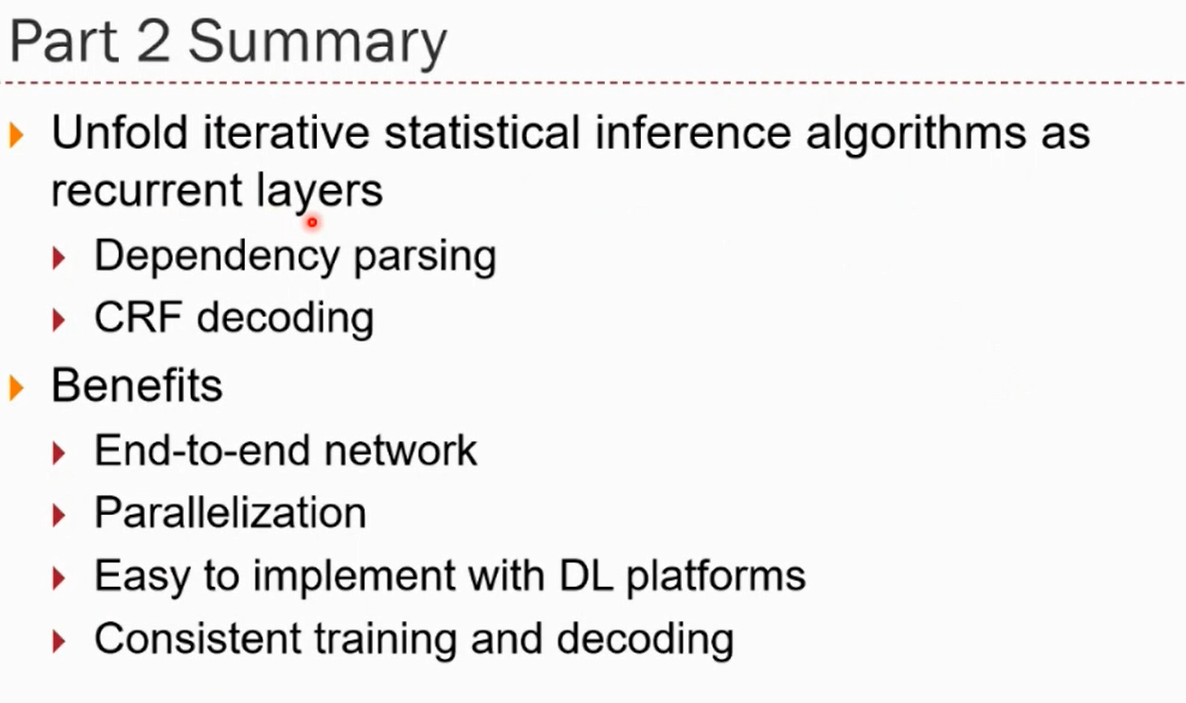 Part 2 Summary
Unfold iterative statistical inference algorithms as
recurrent layers
Dependency parsing
CRF decoding
Benefits
End-to-end network
Parallelization
Easy to implement with DL platforms
Consistent training and decoding